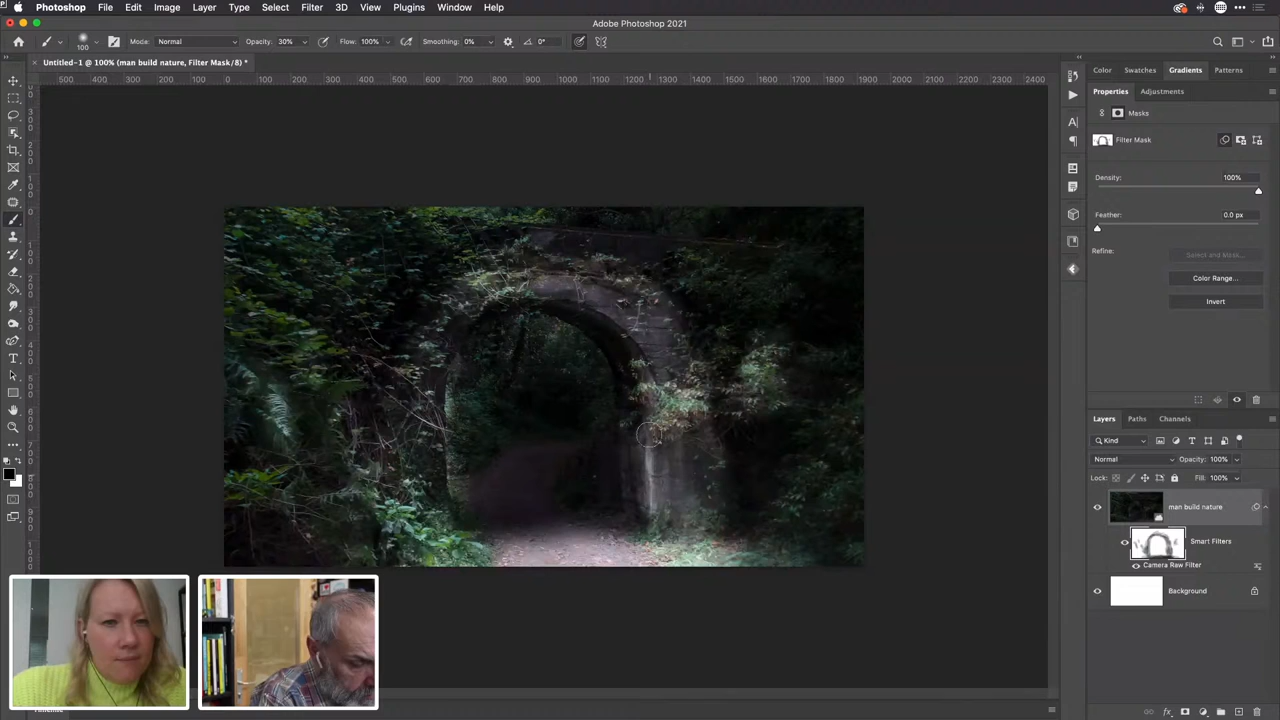 Photoshop File Edit Image Layer Type Select Filter 3D View Plugins Window Help
Adobe Photoshop 2021
100 Mode: Normal Opacity: 30% Flow: 100% Smoothing: 0% 0°
Untitled-1 @ 100% (man build nature, Filter Mask/8) *
500 400 300 200 100 0 100 200 300 400 500 600 700 800 900 1000 1100 1200 1300 1400 1500 1600 1700 1800 1900 2000 2100 2200 2300 2400
Color Swatches Gradients Patterns
Properties Adjustments
Masks
Filter Mask
Density: 100%
Feather: 0.0 px
Refine: Select and Mask...
Color Range...
Invert
Layers Paths Channels
Kind
Normal Opacity: 100%
Lock: Fill: 100%
man build nature
Smart Filters
Camera Raw Filter
Background